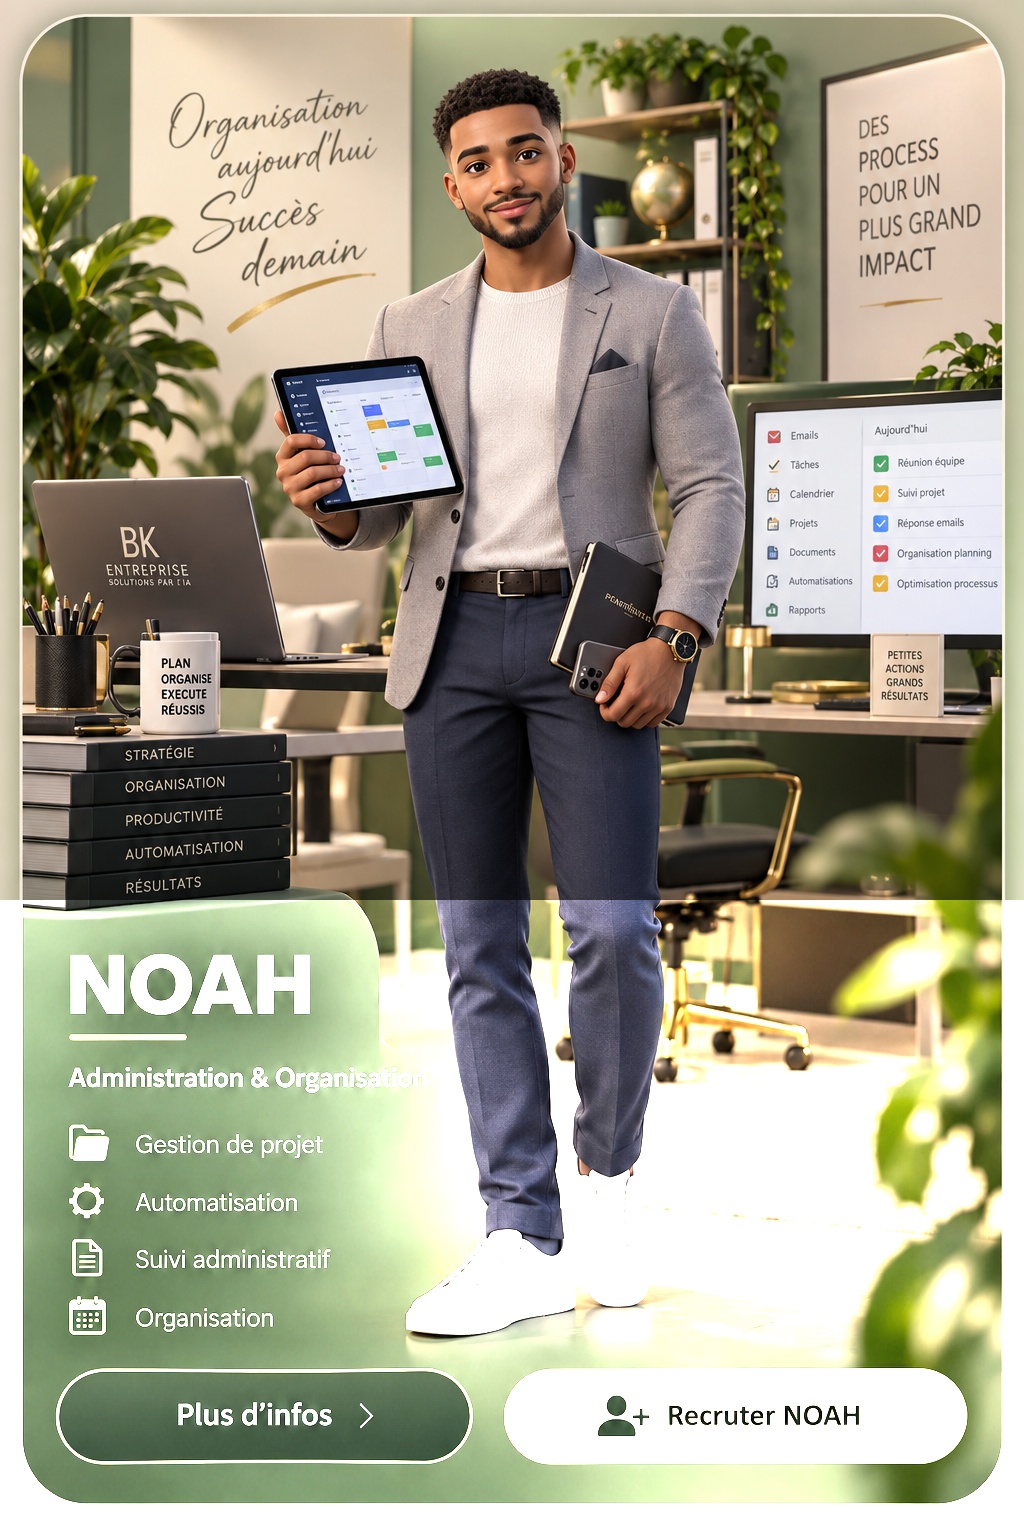 Organisation
aujourd'hui
Succès
demain
DES
PROCESS
POUR UN
PLUS GRAND
IMPACT
Emails
Tâches
Calendrier
Projets
Documents
Automatisations
Rapports
Aujourd"hui
Réunion équipe
Suivi projet
Réponse emails
Organisation planning
Optimisation processus
BK
ENTREPRISE
SOLUTIONS PAR
PLAN
ORGANISE
EXECUTE
RÉUSSIS
PETITES
ACTIONS
GRANDS
RÉSULTATS
STRATÉGIE
ORGANISATION
PRODUCTIVITÉ
AUTOMATISATION
RÉSULTATS
NOAH
Administration & Organisation
Gestion de projet
Automatisation
Suivi administratif
Organisation
Plus d'infos
Recruter NOAH